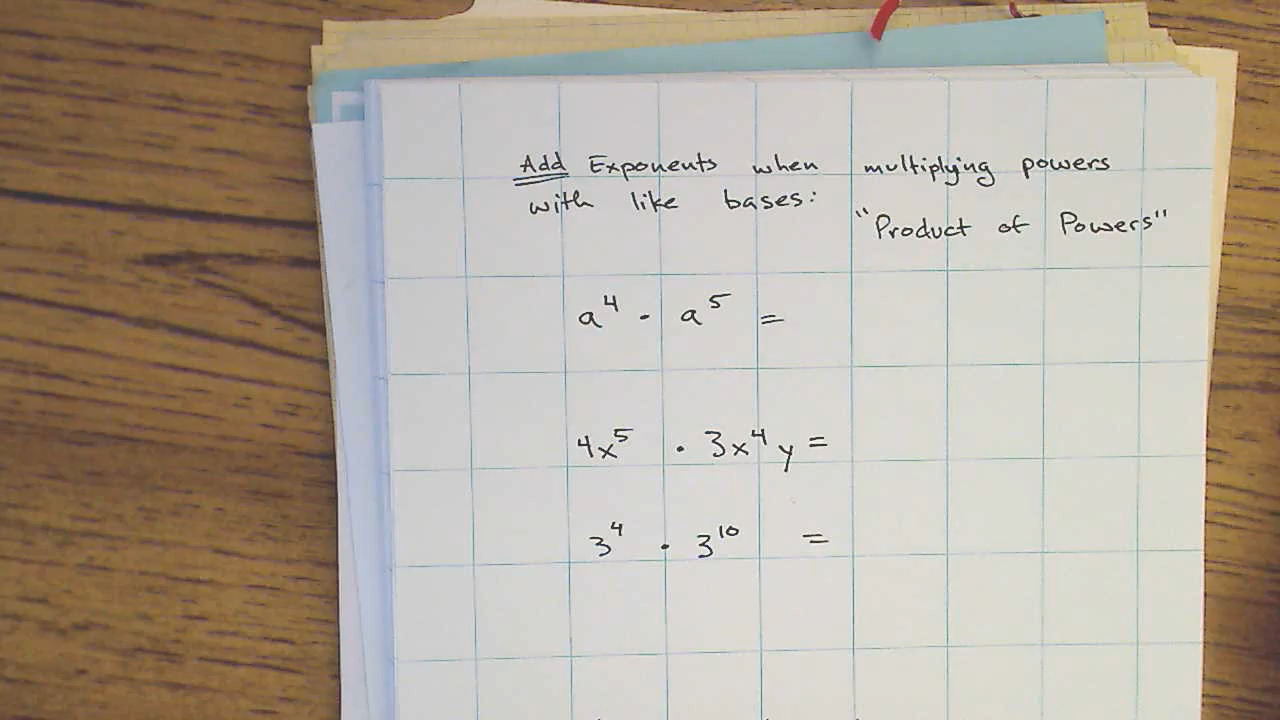 Add Exponents when multiplying powers
with like bases:
"Product of Powers"
a⁴ · a⁵ =
4x⁵ · 3x⁴y =
3⁴ · 3¹⁰ =